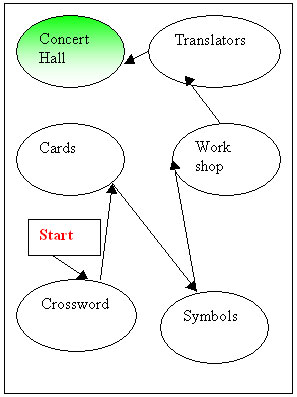 Concert
Hall
Translators
Cards
Work
shop
Start
Crossword
Symbols